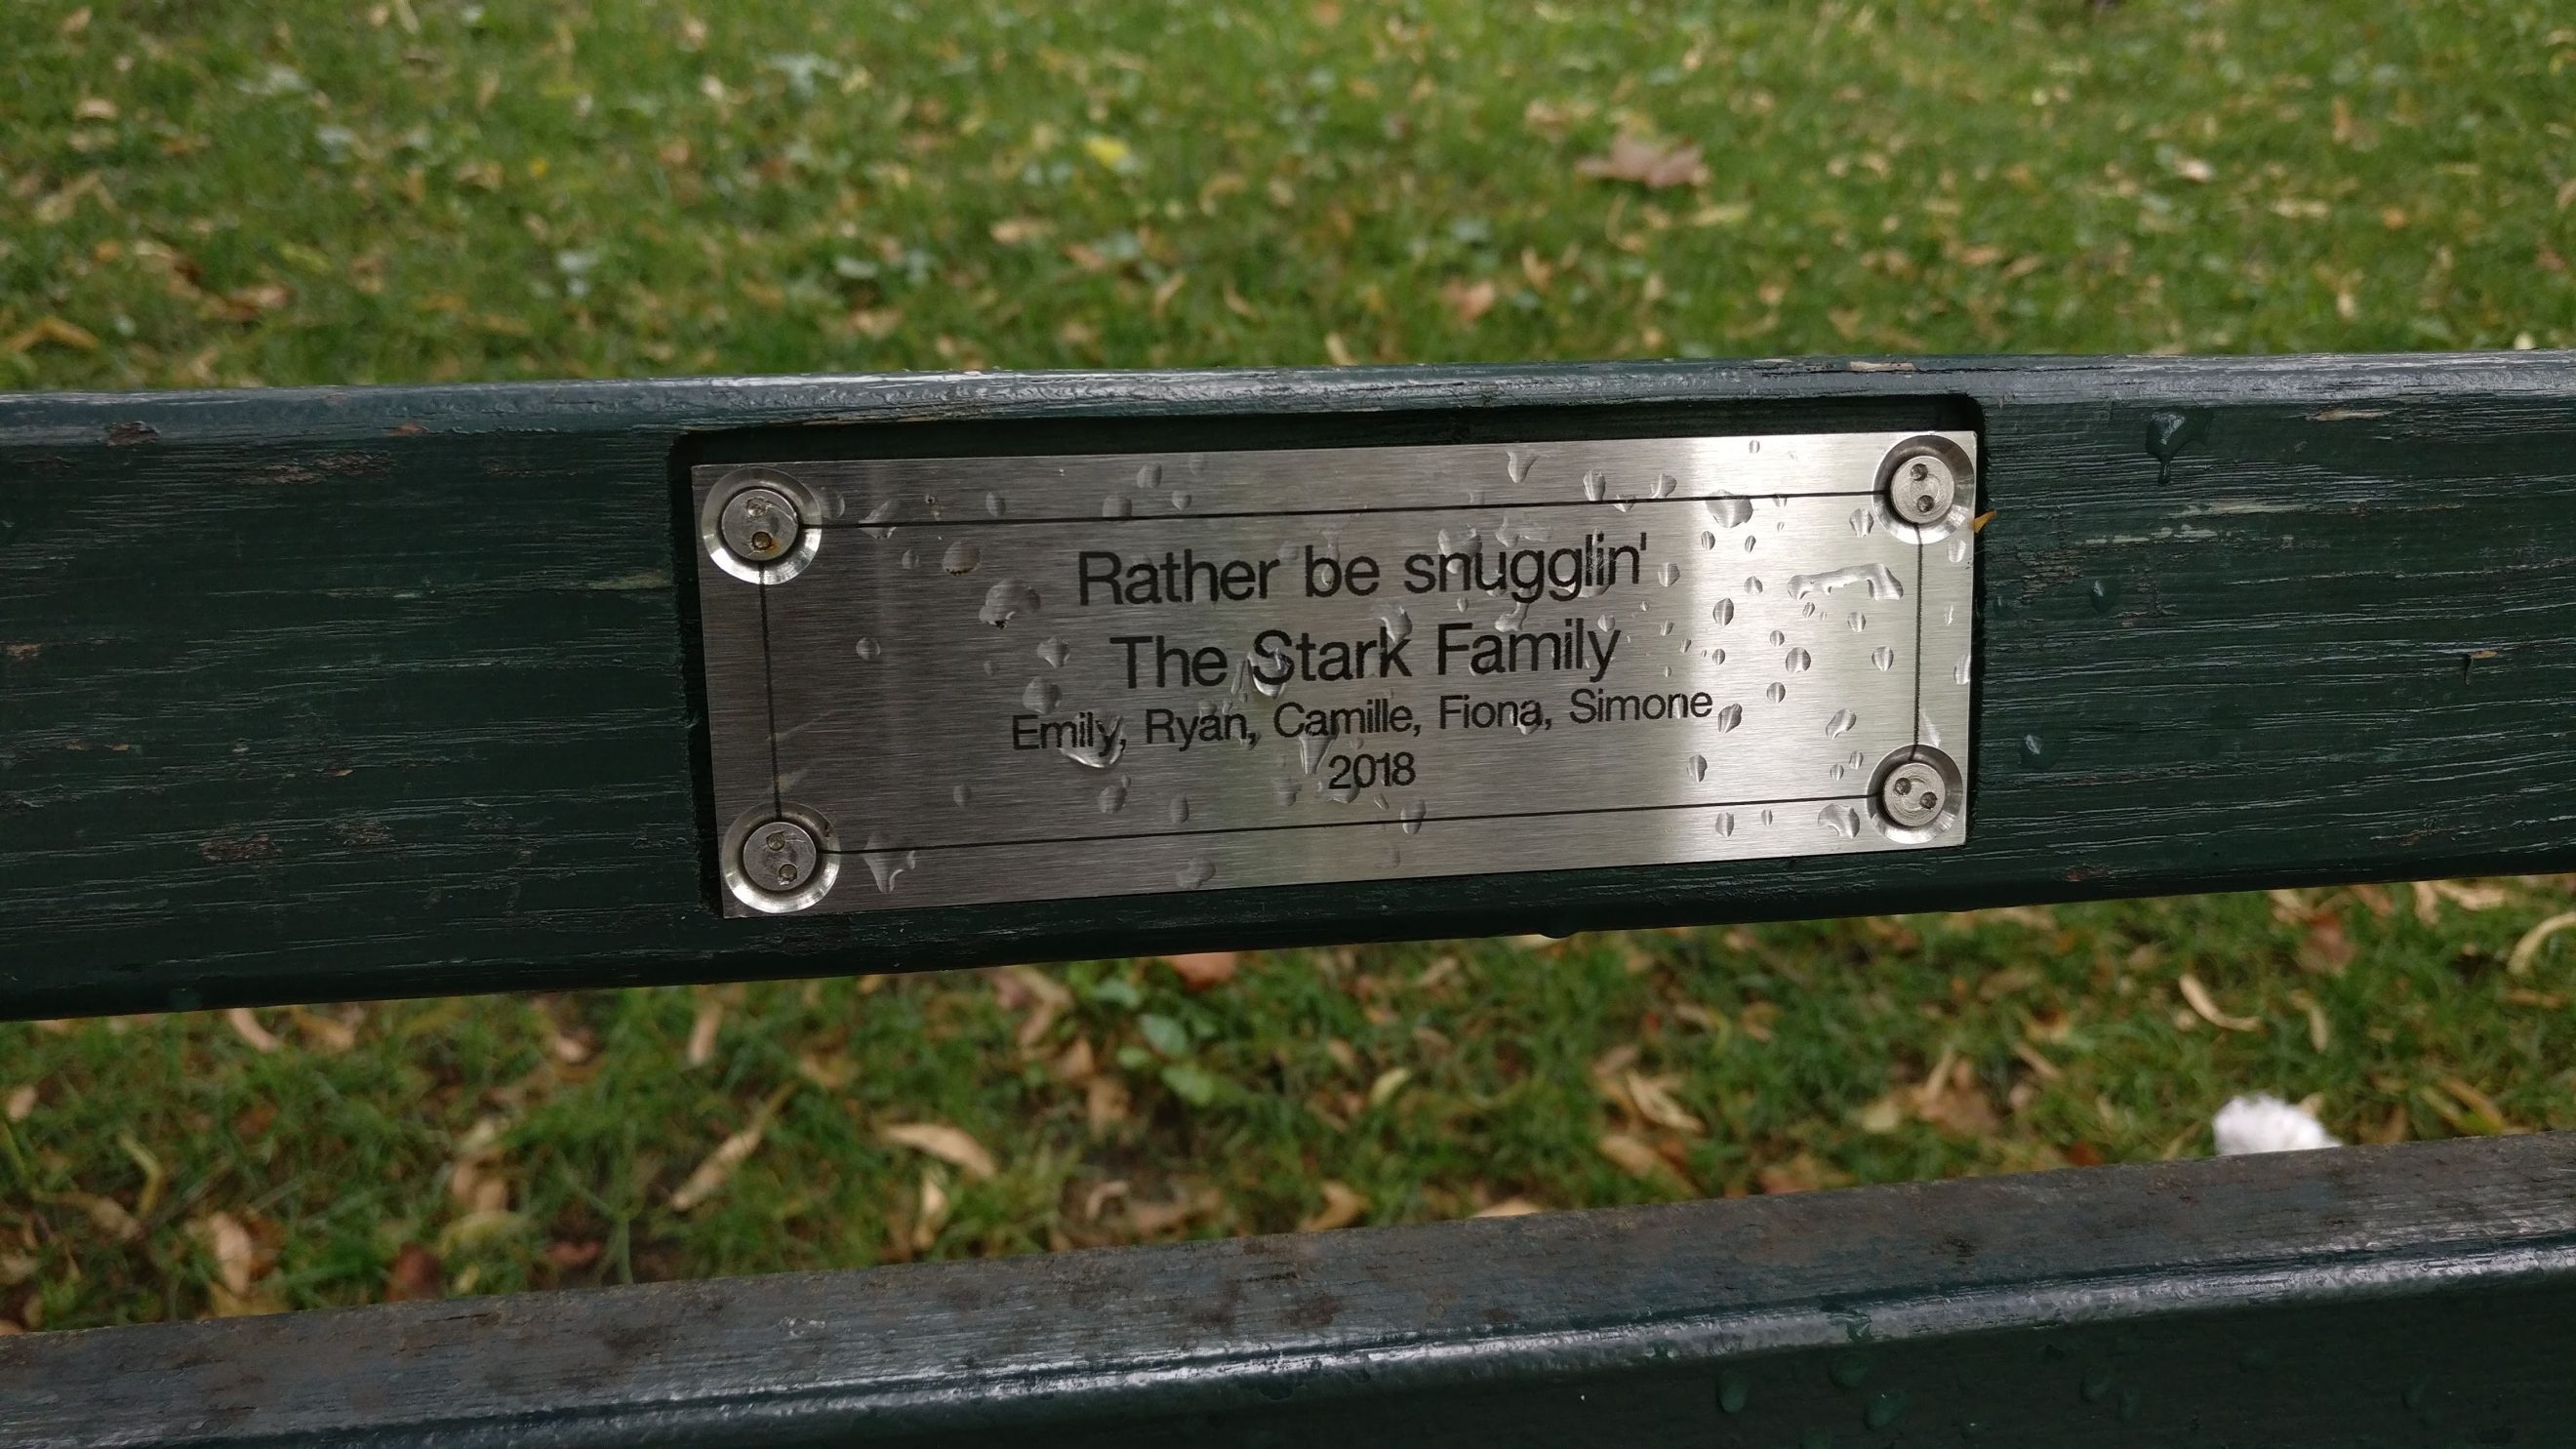 Rather be snugglin'
The Stark Family
Emily, Ryan, Camille, Fiona, Simone
2018